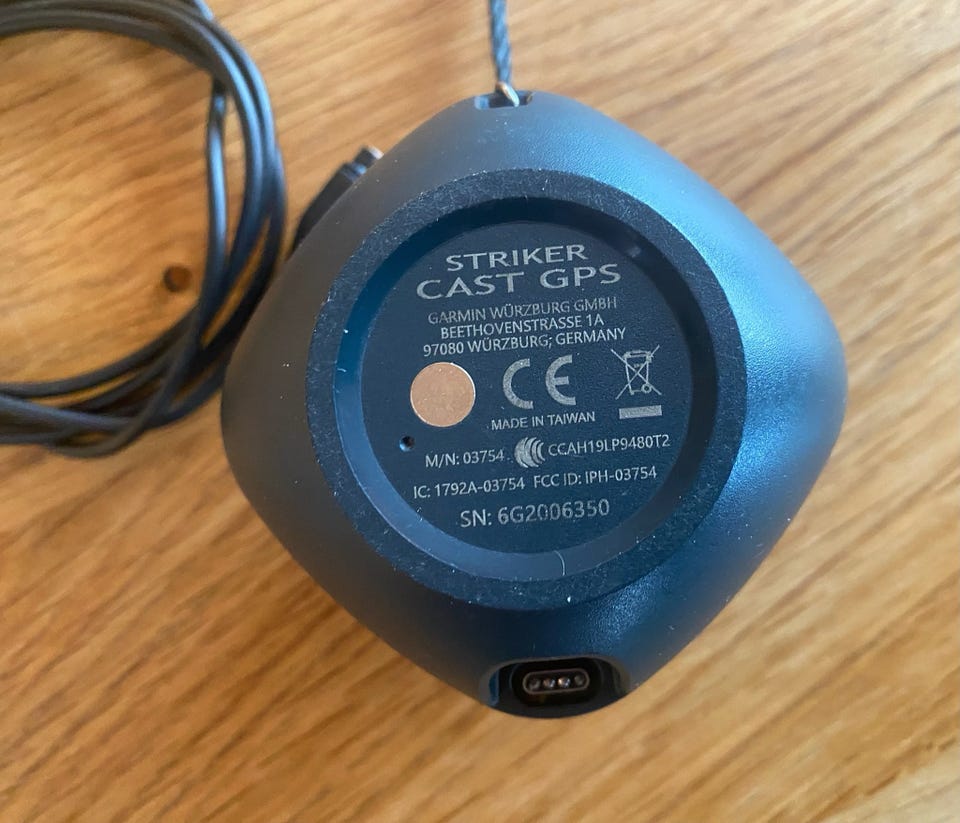 STRIKER
CAST GPS
GARMIN WÜRZBURG GMBH
BEETHOVENSTRASSE 1A
97080 WÜRZBURG; GERMANY
CE
MADE IN TAIWAN
M/N: 03754 CCAH19LP9480T2
IC: 1792A-03754 FCC ID: IPH-03754
SN: 6G2006350